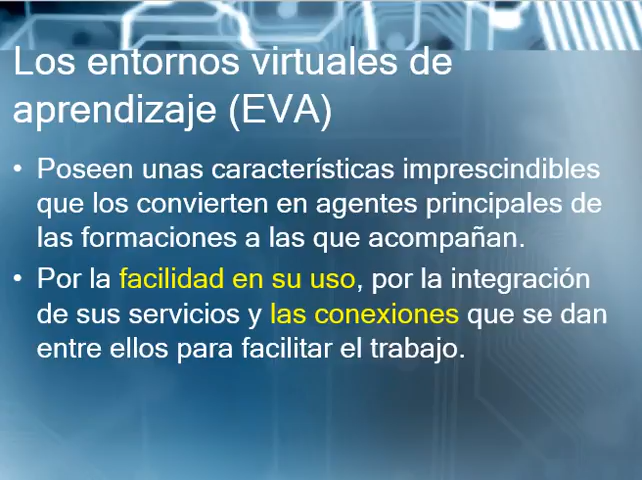 Los entornos virtuales de
aprendizaje (EVA)
• Poseen unas características imprescindibles
que los convierten en agentes principales de
las formaciones a las que acompañan.
• Por la facilidad en su uso, por la integración
de sus servicios y las conexiones que se dan
entre ellos para facilitar el trabajo.